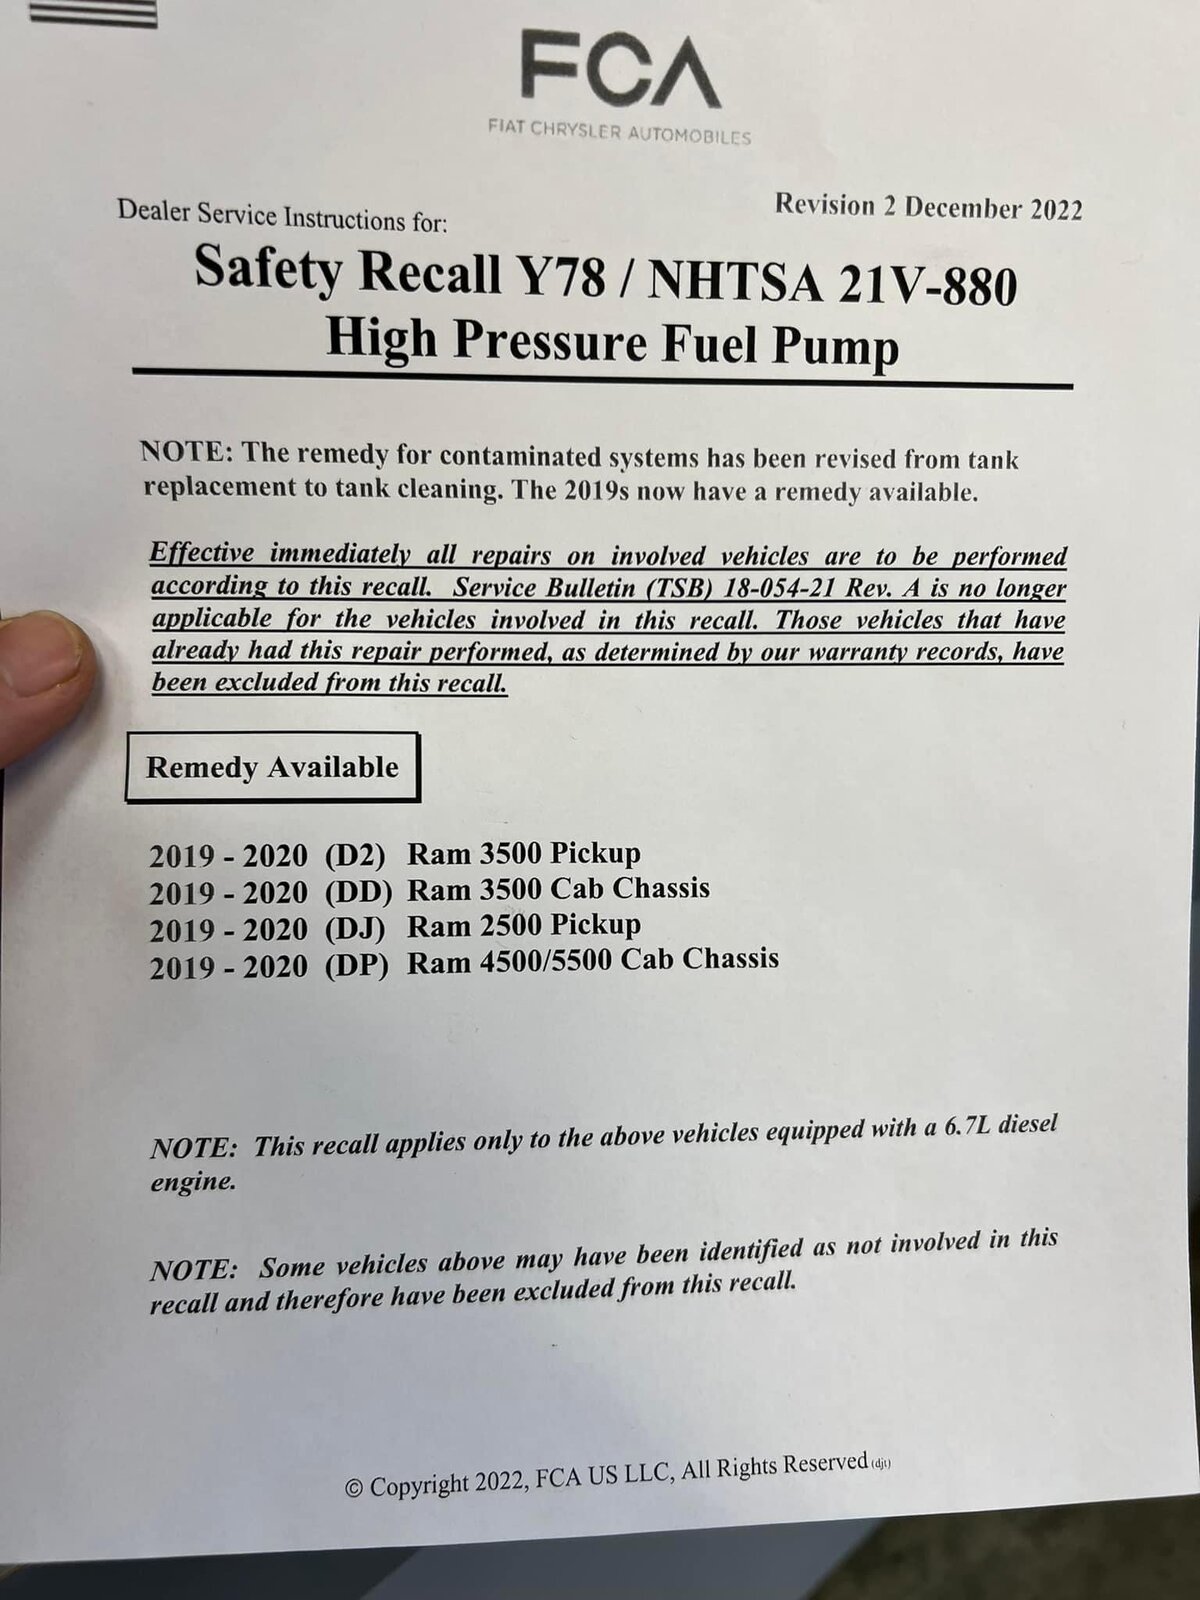 FCA
FIAT CHRYSLER AUTOMOBILES
Dealer Service Instructions for:
Revision 2 December 2022
Safety Recall Y78 / NHTSA 21V-880
High Pressure Fuel Pump
NOTE: The remedy for contaminated systems has been revised from tank
replacement to tank cleaning. The 2019s now have a remedy available.
Effective immediately all repairs on involved vehicles are to be performed
according to this recall. Service Bulletin (TSB) 18-054-21 Rev. A is no longer
applicable for the vehicles involved in this recall. Those vehicles that have
already had this repair performed, as determined by our warranty records, have
been excluded from this recall.
Remedy Available
2019 - 2020 (D2) Ram 3500 Pickup
2019 - 2020 (DD) Ram 3500 Cab Chassis
2019 - 2020 (DJ) Ram 2500 Pickup
2019 - 2020 (DP) Ram 4500/5500 Cab Chassis
NOTE: This recall applies only to the above vehicles equipped with a 6.7L diesel
engine.
NOTE: Some vehicles above may have been identified as not involved in this
recall and therefore have been excluded from this recall.
© Copyright 2022, FCA US LLC, All Rights Reserved (djt)